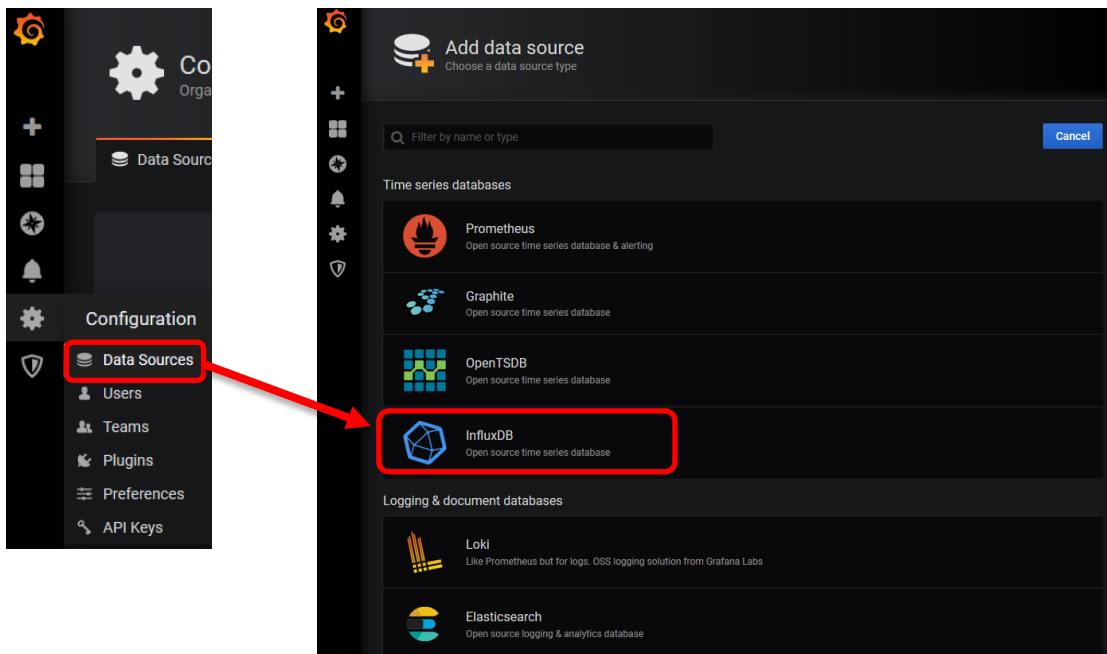 Co
Orga
Data Sourc
Configuration
Data Sources
Users
Teams
Plugins
Preferences
API Keys
Add data source
Choose a data source type
Filter by name or type
Cancel
Time series databases
Prometheus
Open source time series database & alerting
Graphite
Open source time series database
OpenTSDB
Open source time series database
InfluxDB
Open source time series database
Logging & document databases
Loki
Like Prometheus but for logs. OSS logging solution from Grafana Labs
Elasticsearch
Open source logging & analytics database